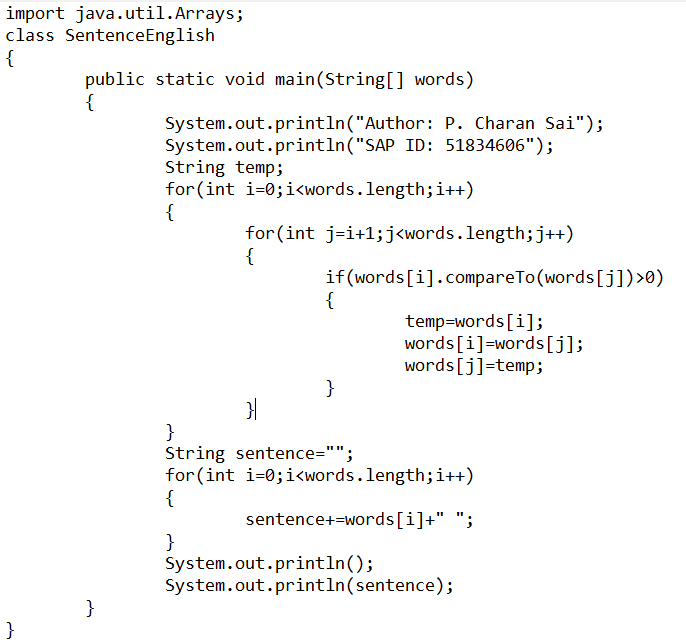 import java.util.Arrays;
class SentenceEnglish
{
        public static void main(String[] words)
        {
                System.out.println("Author: P. Charan Sai");
                System.out.println("SAP ID: 51834606");
                String temp;
                for(int i=0;i<words.length;i++)
                {
                        for(int j=i+1;j<words.length;j++)
                        {
                                if(words[i].compareTo(words[j])>0)
                                {
                                        temp=words[i];
                                        words[i]=words[j];
                                        words[j]=temp;
                                }
                        }
                }
                String sentence="";
                for(int i=0;i<words.length;i++)
                {
                        sentence+=words[i]+" ";
                }
                System.out.println();
                System.out.println(sentence);
        }
}